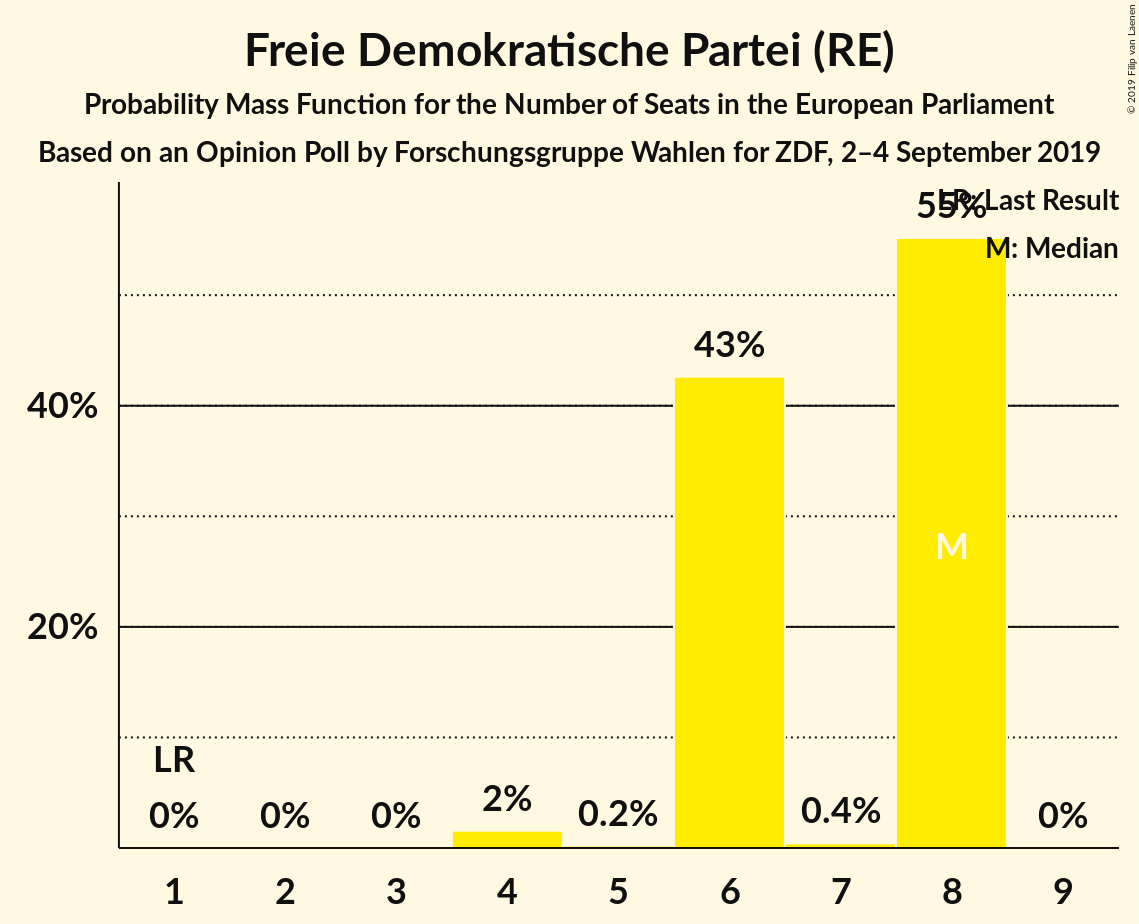 Freie Demokratische Partei (RE)
Probability Mass Function for the Number of Seats in the European Parliament
Based on an Opinion Poll by Forschungsgruppe Wahlen for ZDF, 2–4 September 2019
© 2019 Filip van Laenen
LR: Last Result
M: Median
55%
43%
40%
M
20%
LR
0%
0%
0%
2%
0.2%
0.4%
0%
1 2 3 4 5 6 7 8 9